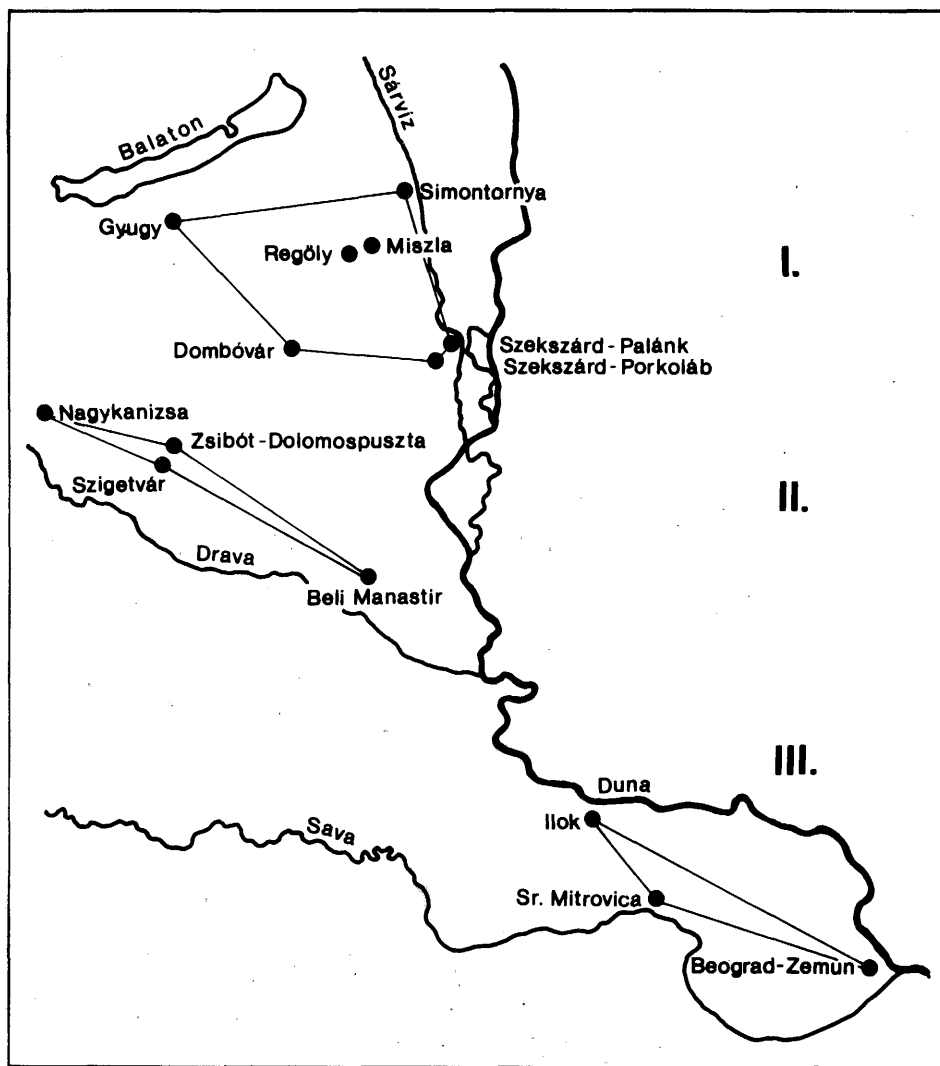 Sárvíz
Balaton
Simontornya
Gyugy
Miszla
Regöly
I.
Dombóvár
Szekszárd-Palánk
Szekszárd-Porkoláb
Nagykanizsa
Zsibót-Dolomospuszta
Szigetvár
II.
Drava
Beli Manastir
III.
Duna
Ilok
Sava
Sr. Mitrovica
Beograd-Zemun